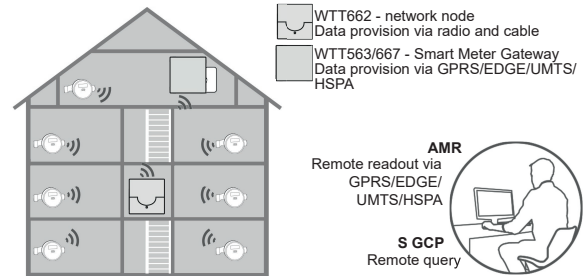 WTT662 - network node
Data provision via radio and cable
WTT563/667 - Smart Meter Gateway
Data provision via GPRS/EDGE/UMTS/
HSPA
AMR
Remote readout via
GPRS/EDGE/
UMTS/HSPA
S GCP
Remote query